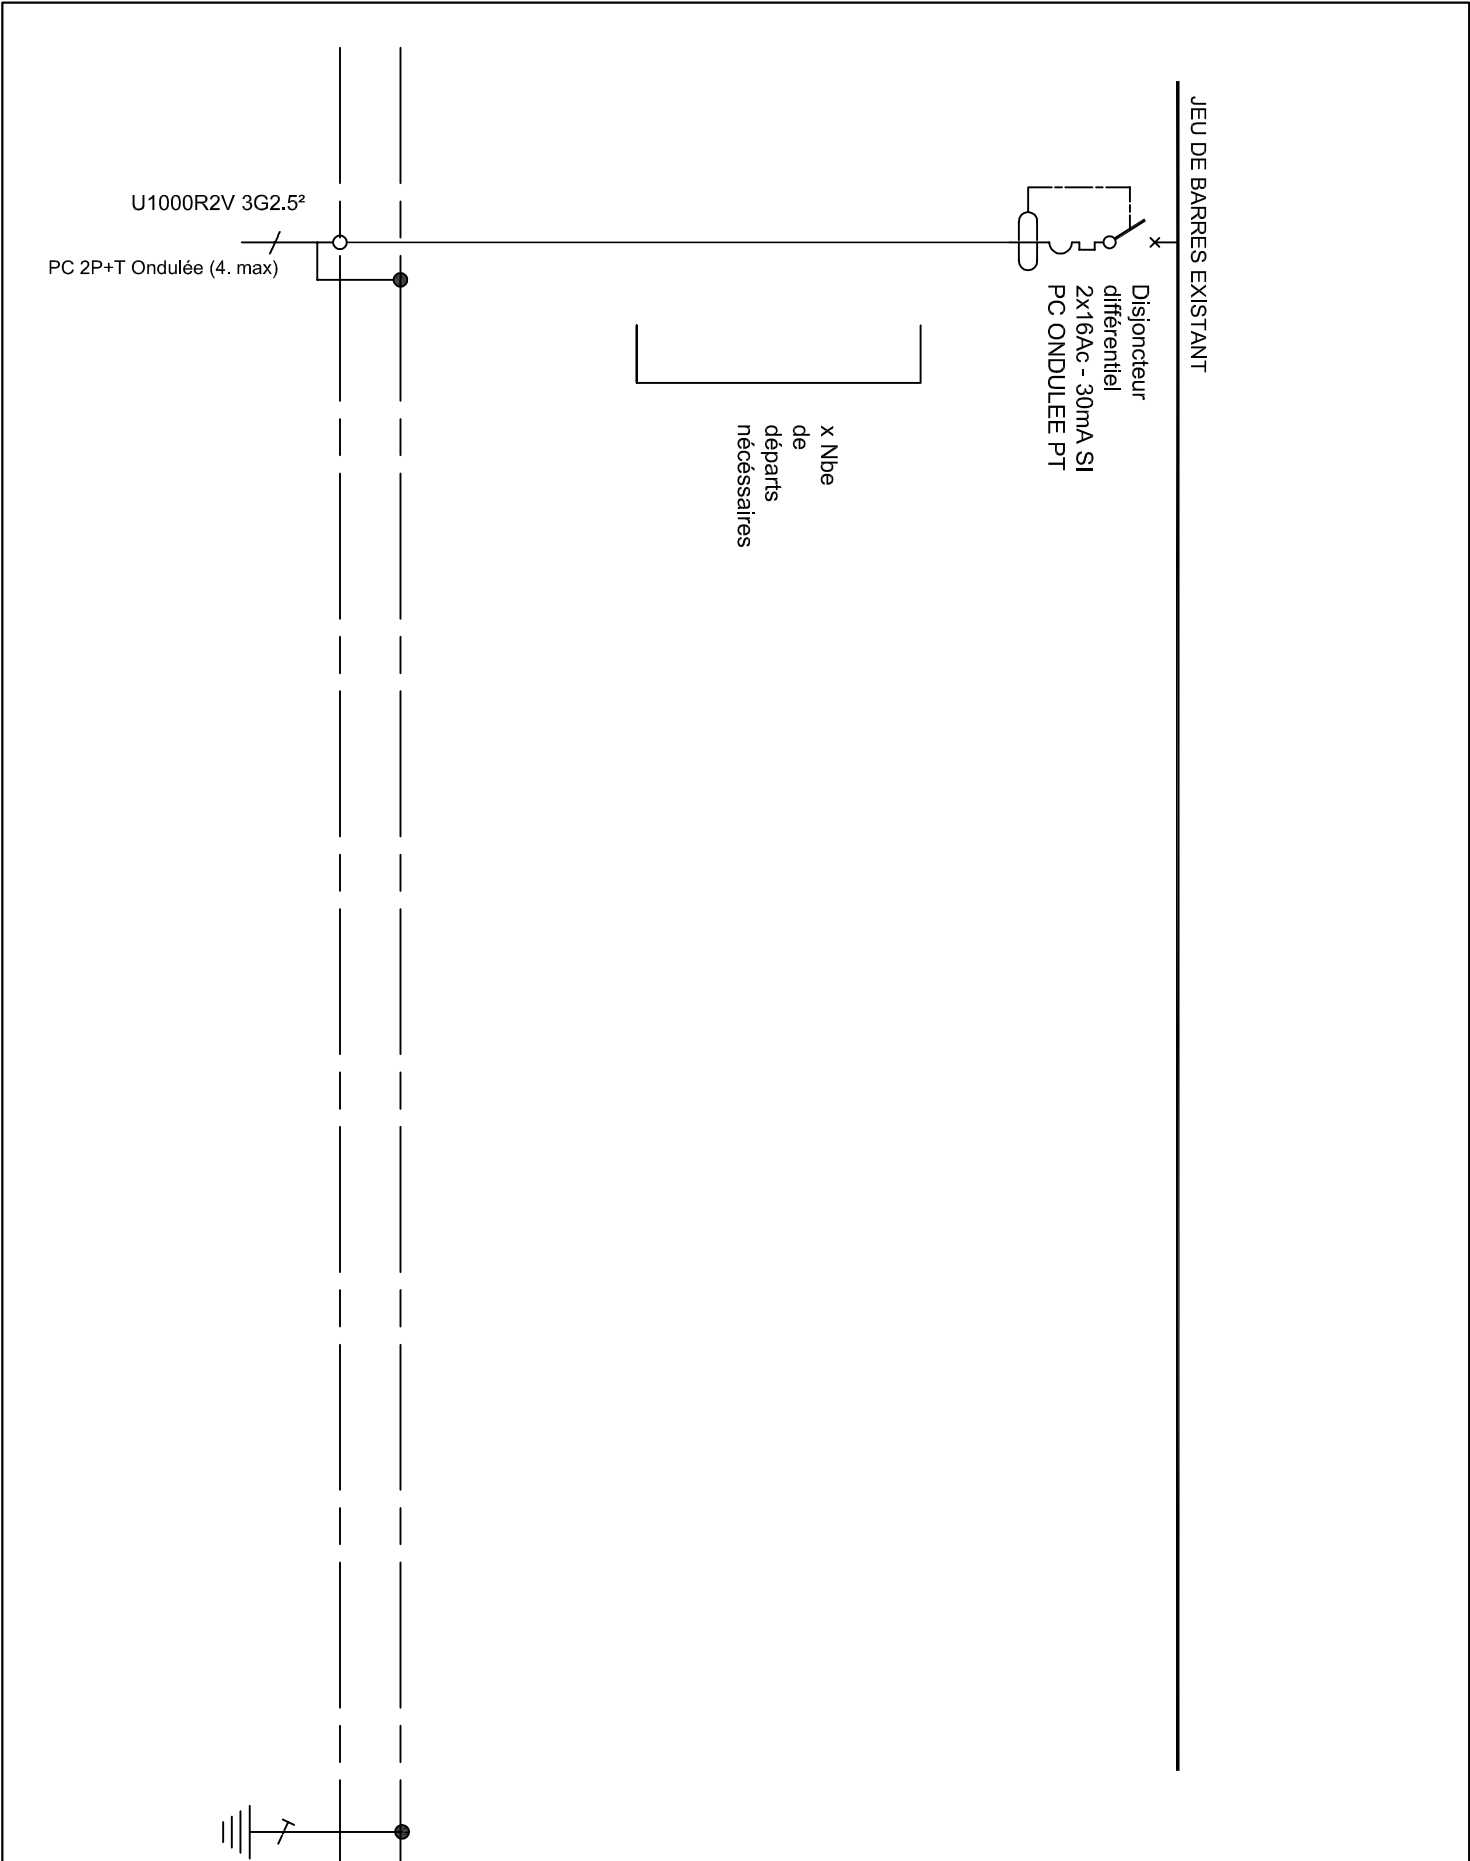 JEU DE BARRES EXISTANT
Disjoncteur
différentiel
2x16Ac - 30mA SI
PC ONDULEE PT
x Nbe
de
départs
nécéssaires
U1000R2V 3G2.5²
PC 2P+T Ondulée (4. max)